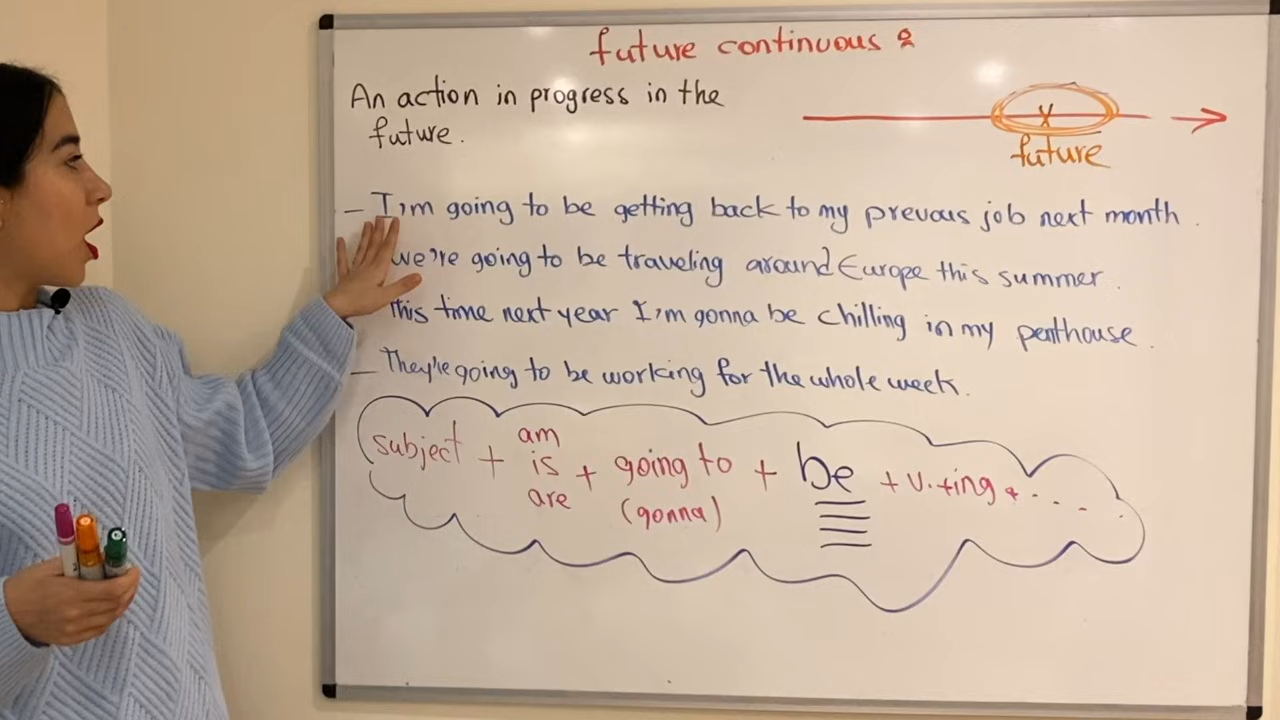 future continuous :
An action in progress in the
future.
x
future
- I'm going to be getting back to my prevous job next month.
we're going to be traveling around Europe this summer.
This time next year I'm gonna be chilling in my penthouse.
- They're going to be working for the whole week.
subject + am is are + going to (gonna) + be + v.+ing + ....